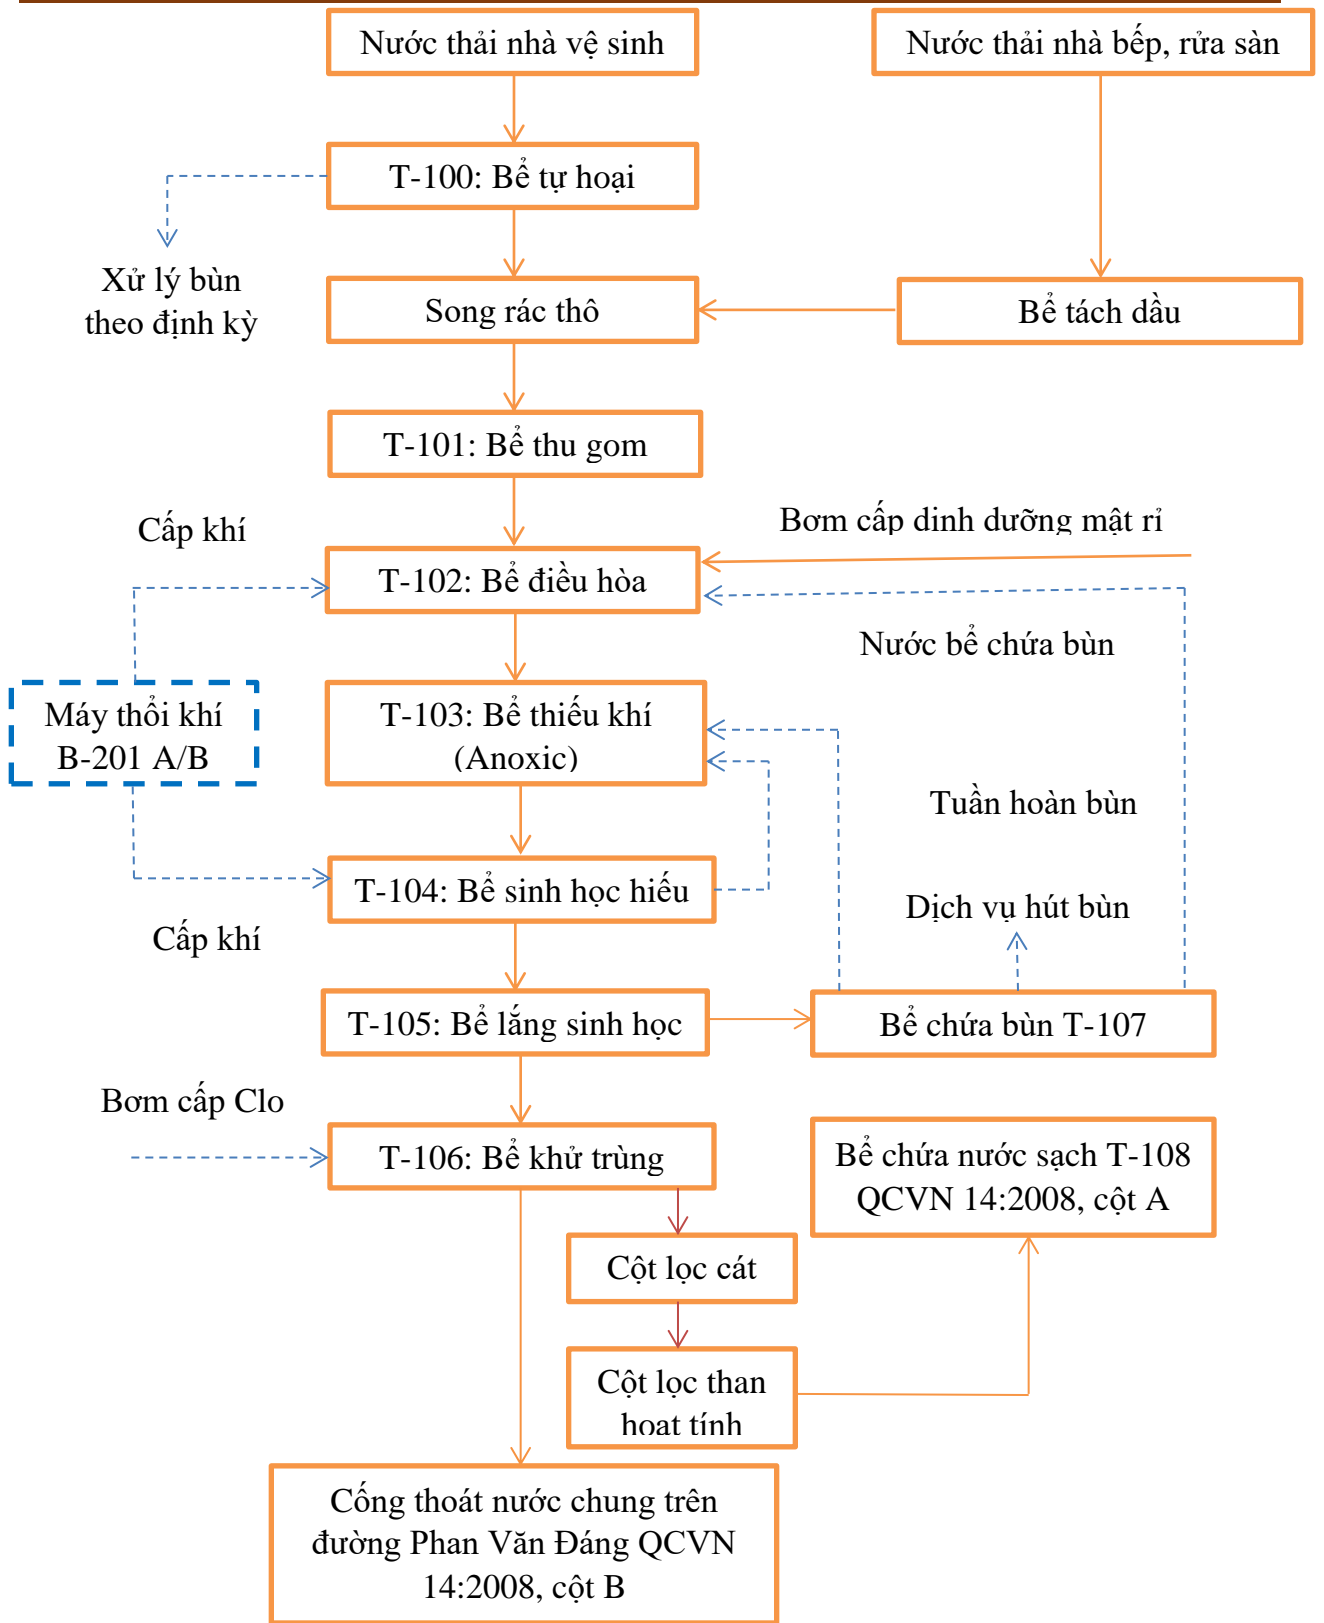 Nước thải nhà vệ sinh
Nước thải nhà bếp, rửa sàn
T-100: Bể tự hoại
Xử lý bùn
theo định kỳ
Song rác thô
Bể tách dầu
T-101: Bể thu gom
Cấp khí
Bơm cấp dinh dưỡng mật rỉ
T-102: Bể điều hòa
Nước bể chứa bùn
Máy thổi khí
B-201 A/B
T-103: Bể thiếu khí
(Anoxic)
Tuần hoàn bùn
T-104: Bể sinh học hiếu
Dịch vụ hút bùn
Cấp khí
T-105: Bể lắng sinh học
Bể chứa bùn T-107
Bơm cấp Clo
T-106: Bể khử trùng
Bể chứa nước sạch T-108
QCVN 14:2008, cột A
Cột lọc cát
Cột lọc than
hoạt tính
Cống thoát nước chung trên
đường Phan Văn Đáng QCVN
14:2008, cột B